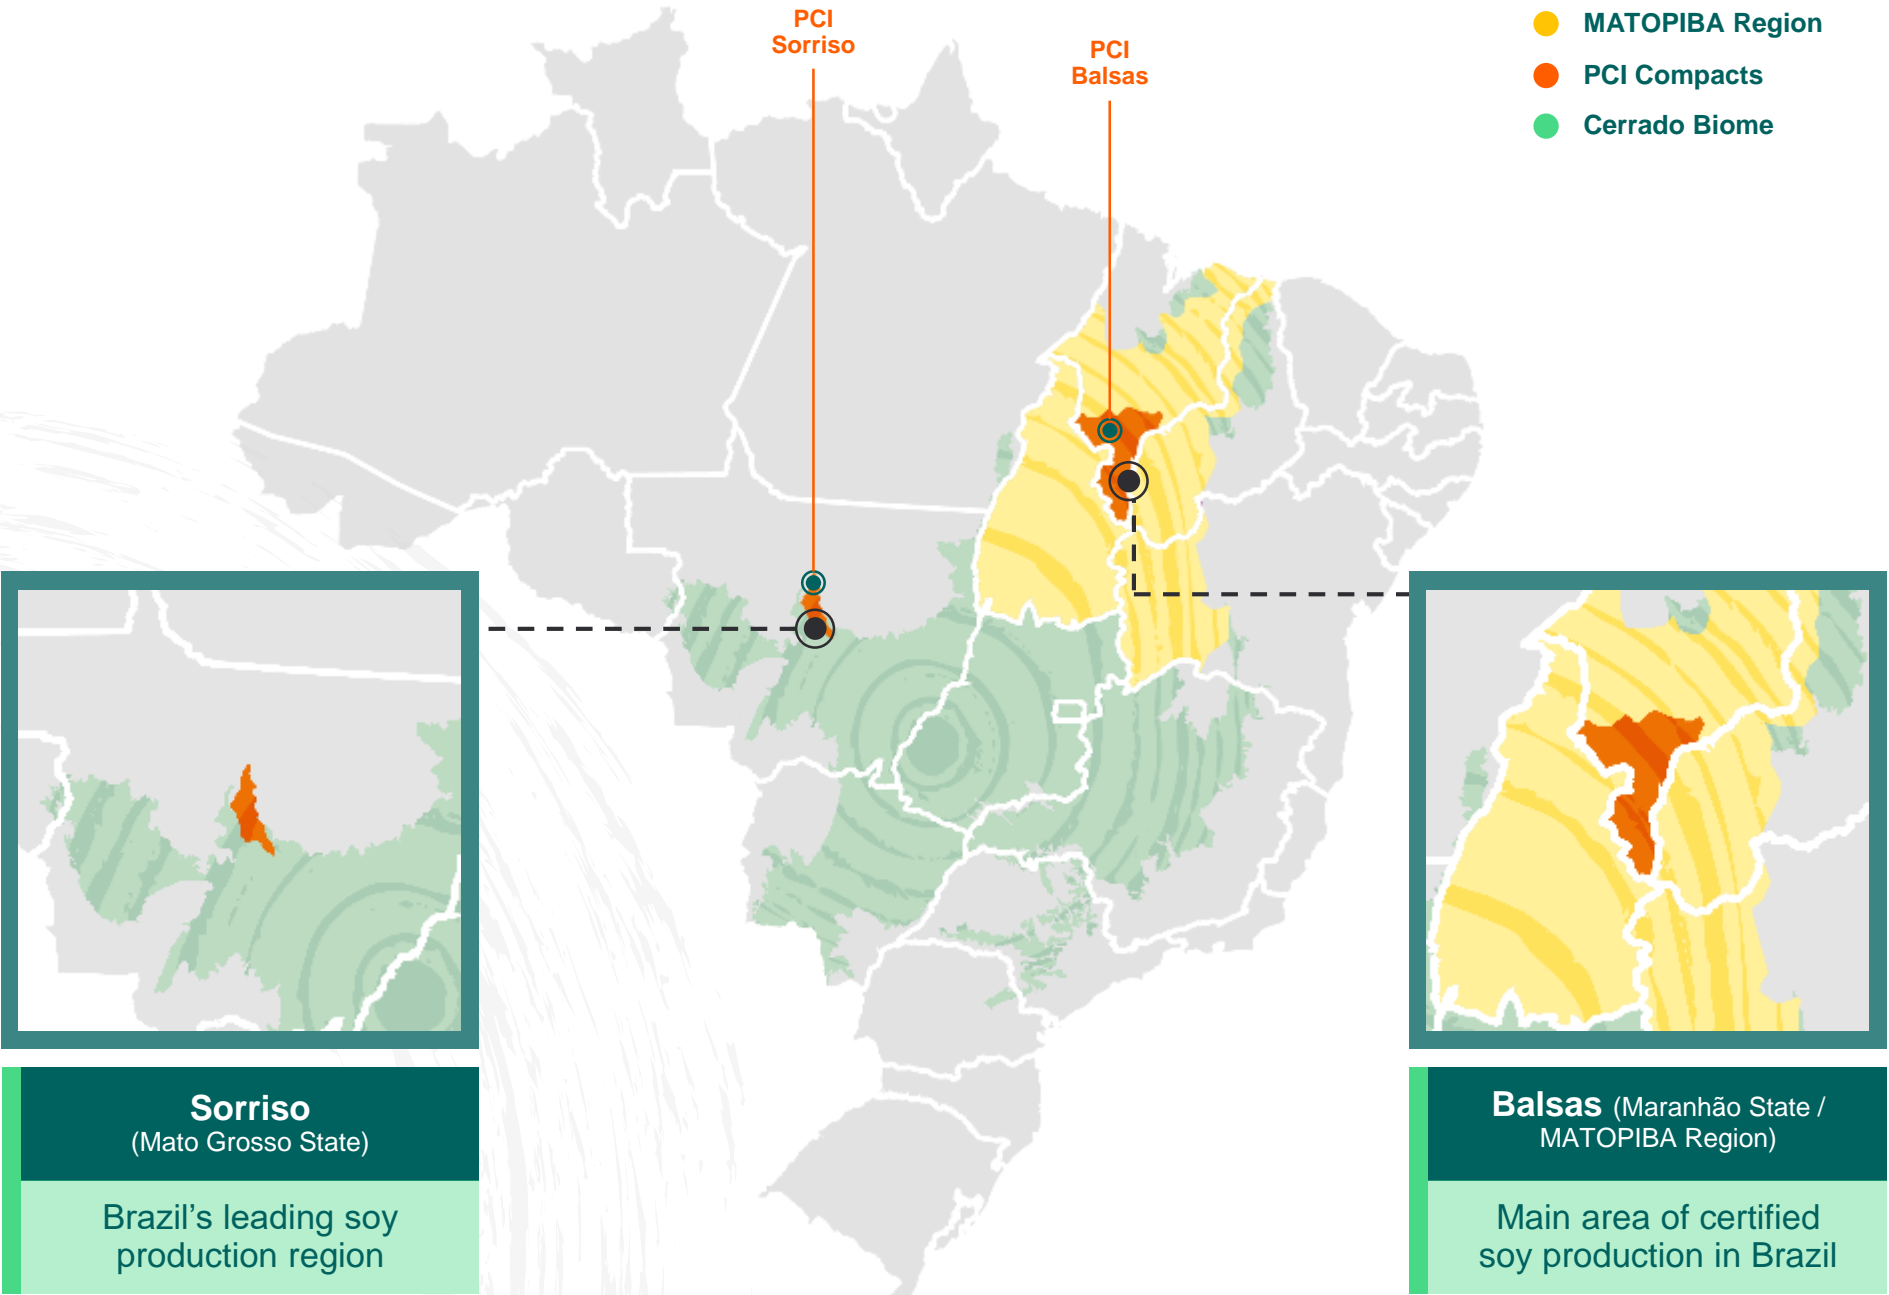 PCI
Sorriso
PCI
Balsas
MATOPIBA Region
PCI Compacts
Cerrado Biome
Sorriso
(Mato Grosso State)
Brazil’s leading soy
production region
Balsas (Maranhão State /
MATOPIBA Region)
Main area of certified
soy production in Brazil